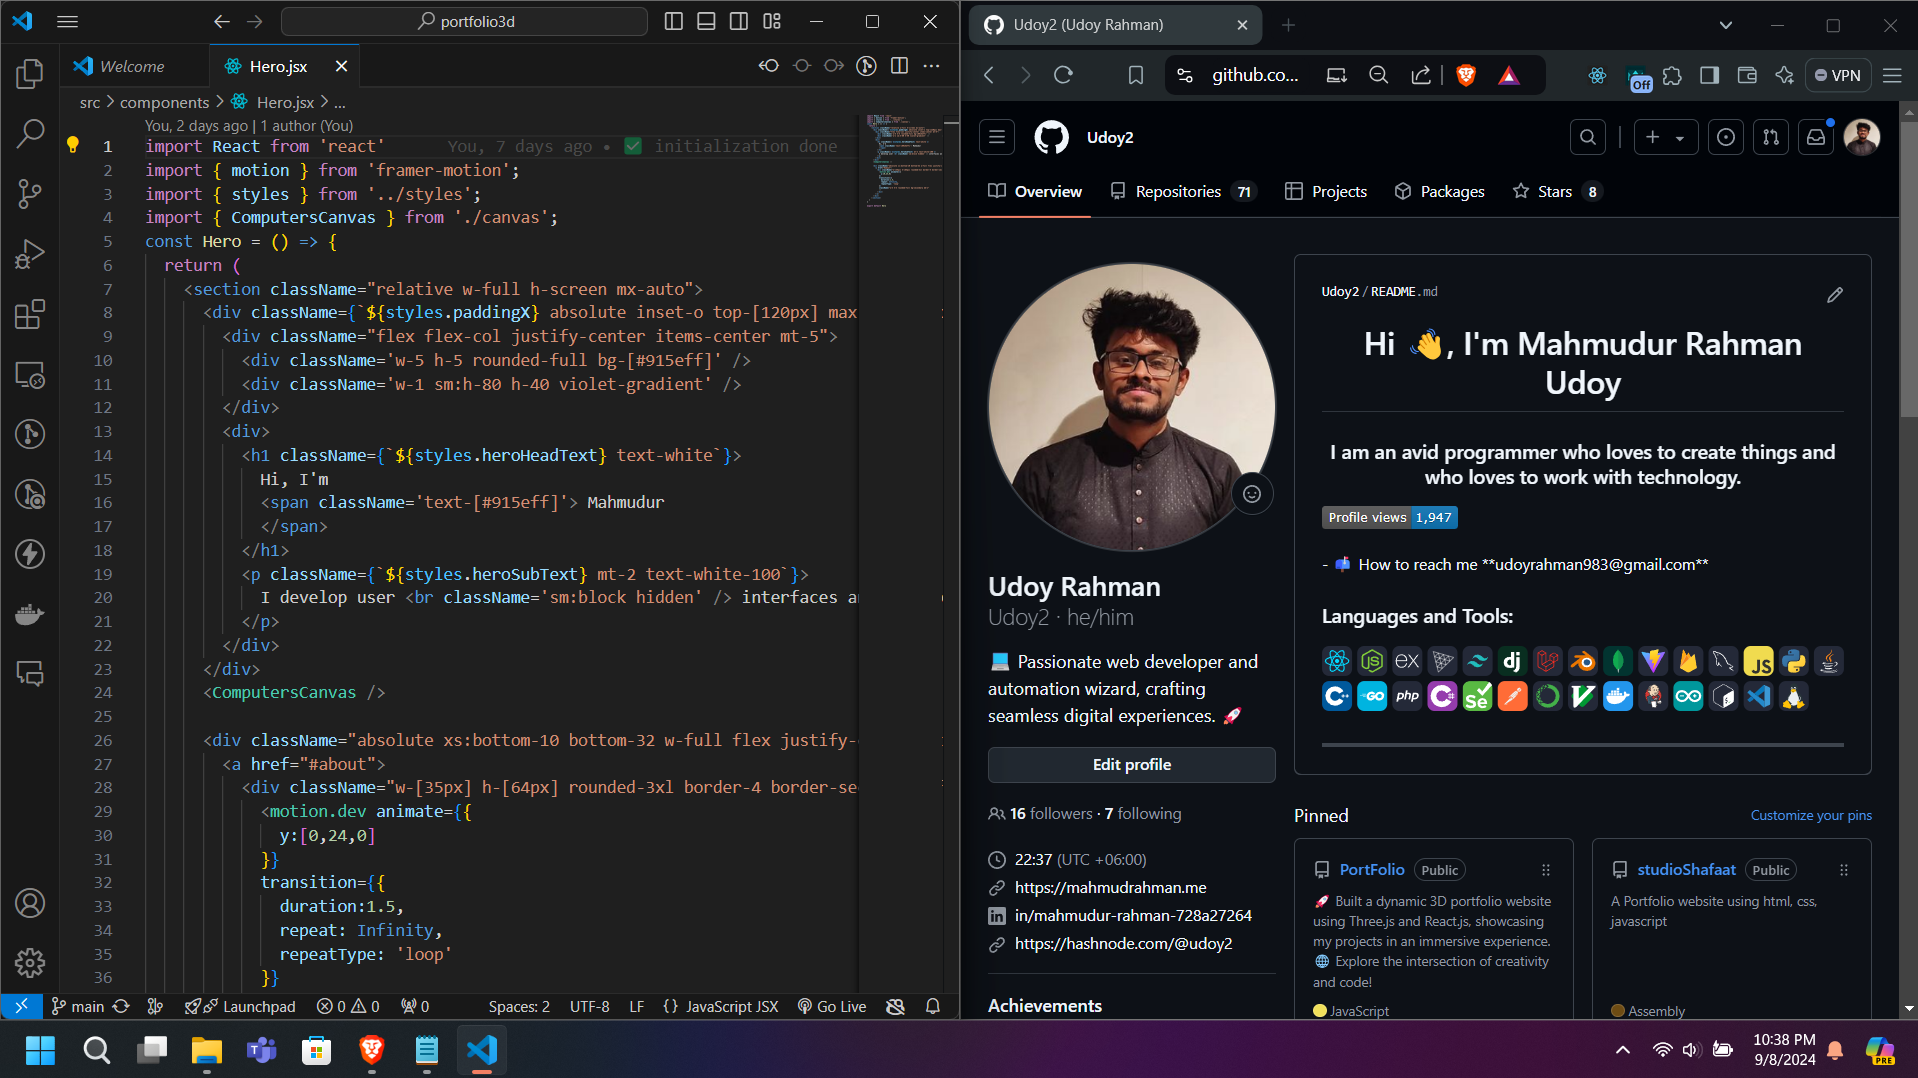 portfolio3d
Welcome
Hero.jsx
src > components > Hero.jsx > ...
You, 2 days ago | 1 author (You)
1 import React from 'react' You, 7 days ago • ✅ initialization done
2 import { motion } from 'framer-motion';
3 import { styles } from '../styles';
4 import { ComputersCanvas } from './canvas';
5 const Hero = () => {
6 return (
7 <section className="relative w-full h-screen mx-auto">
8 <div className={`${styles.paddingX} absolute inset-o top-[120px] max
9 <div className="flex flex-col justify-center items-center mt-5">
10 <div className='w-5 h-5 rounded-full bg-[#915eff]' />
11 <div className='w-1 sm:h-80 h-40 violet-gradient' />
12 </div>
13 <div>
14 <h1 className={`${styles.heroHeadText} text-white`}>
15 Hi, I'm
16 <span className='text-[#915eff]'> Mahmudur
17 </span>
18 </h1>
19 <p className={`${styles.heroSubText} mt-2 text-white-100`}>
20 I develop user <br className='sm:block hidden' /> interfaces
21 </p>
22 </div>
23 </div>
24 <ComputersCanvas />
25
26 <div className="absolute xs:bottom-10 bottom-32 w-full flex justify-
27 <a href="#about">
28 <div className="w-[35px] h-[64px] rounded-3xl border-4
29 <motion.dev animate={{
30 y:[0,24,0]
31 }}
32 transition={{
33 duration:1.5,
34 repeat: Infinity,
35 repeatType: 'loop'
36 }}
main
Launchpad
0 0
0
Spaces: 2
UTF-8
LF
{} JavaScript JSX
Go Live
Udoy2 (Udoy Rahman)
github.co...
Off
VPN
Udoy2
Overview
Repositories 71
Projects
Packages
Stars 8
Udoy Rahman
Udoy2 · he/him
💻 Passionate web developer and
automation wizard, crafting
seamless digital experiences. 🚀
Edit profile
16 followers · 7 following
22:37 (UTC +06:00)
https://mahmudrahman.me
in/mahmudur-rahman-728a27264
https://hashnode.com/@udoy2
Achievements
Udoy2/README.md
Hi 👋, I'm Mahmudur Rahman
Udoy
I am an avid programmer who loves to create things and
who loves to work with technology.
Profile views 1,947
- 📫 How to reach me **udoyrahman983@gmail.com**
Languages and Tools:
EX
dj
JS
C++
GO
php
C#
Se
Pinned
Customize your pins
PortFolio Public
🚀 Built a dynamic 3D portfolio website
using Three.js and React.js, showcasing
my projects in an immersive experience.
🌐 Explore the intersection of creativity
and code!
JavaScript
studioShafaat Public
A Portfolio website using html, css,
javascript
Assembly
10:38 PM
9/8/2024
PRE